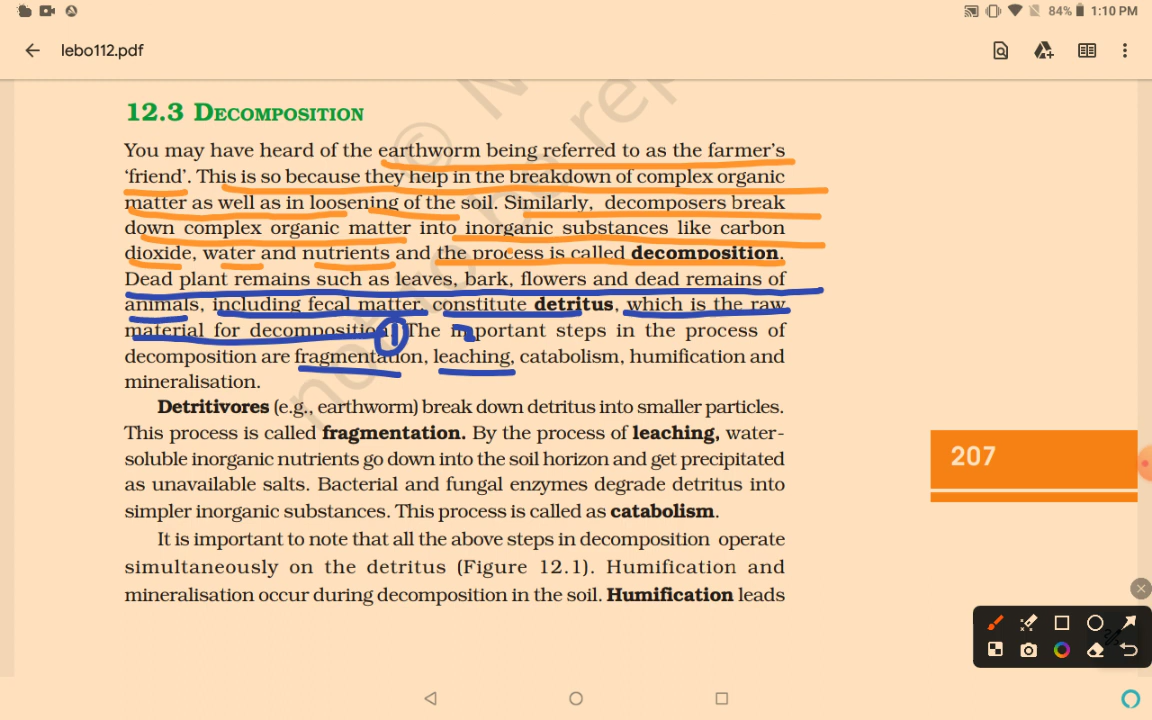 84% 1:10 PM
lebo112.pdf
12.3 DECOMPOSITION
You may have heard of the earthworm being referred to as the farmer's
'friend'. This is so because they help in the breakdown of complex organic
matter as well as in loosening of the soil. Similarly, decomposers break
down complex organic matter into inorganic substances like carbon
dioxide, water and nutrients and the process is called decomposition.
Dead plant remains such as leaves, bark, flowers and dead remains of
animals, including fecal matter, constitute detritus, which is the raw
material for decomposition. The important steps in the process of
decomposition are fragmentation, leaching, catabolism, humification and
mineralisation.
Detritivores (e.g., earthworm) break down detritus into smaller particles.
This process is called fragmentation. By the process of leaching, water-
soluble inorganic nutrients go down into the soil horizon and get precipitated
as unavailable salts. Bacterial and fungal enzymes degrade detritus into
simpler inorganic substances. This process is called as catabolism.
It is important to note that all the above steps in decomposition operate
simultaneously on the detritus (Figure 12.1). Humification and
mineralisation occur during decomposition in the soil. Humification leads
207